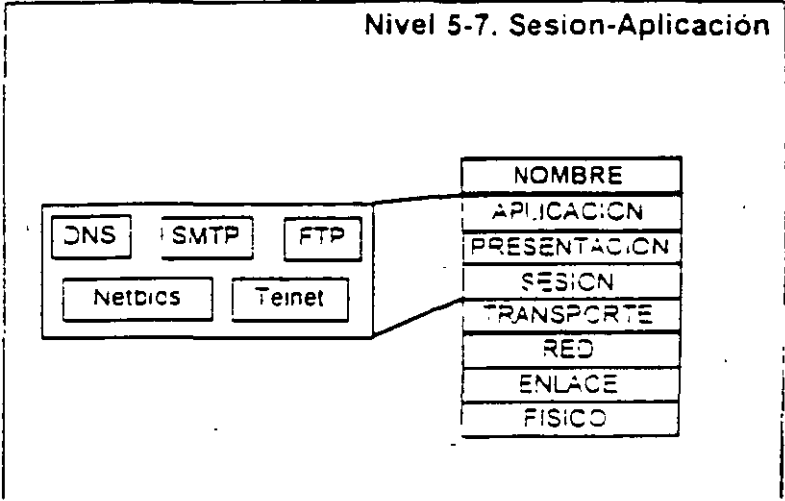 Nivel 5-7. Sesion-Aplicación
DNS SMTP FTP
Netbios Telnet
NOMBRE
APLICACION
PRESENTACION
SESION
TRANSPORTE
RED
ENLACE
FISICO